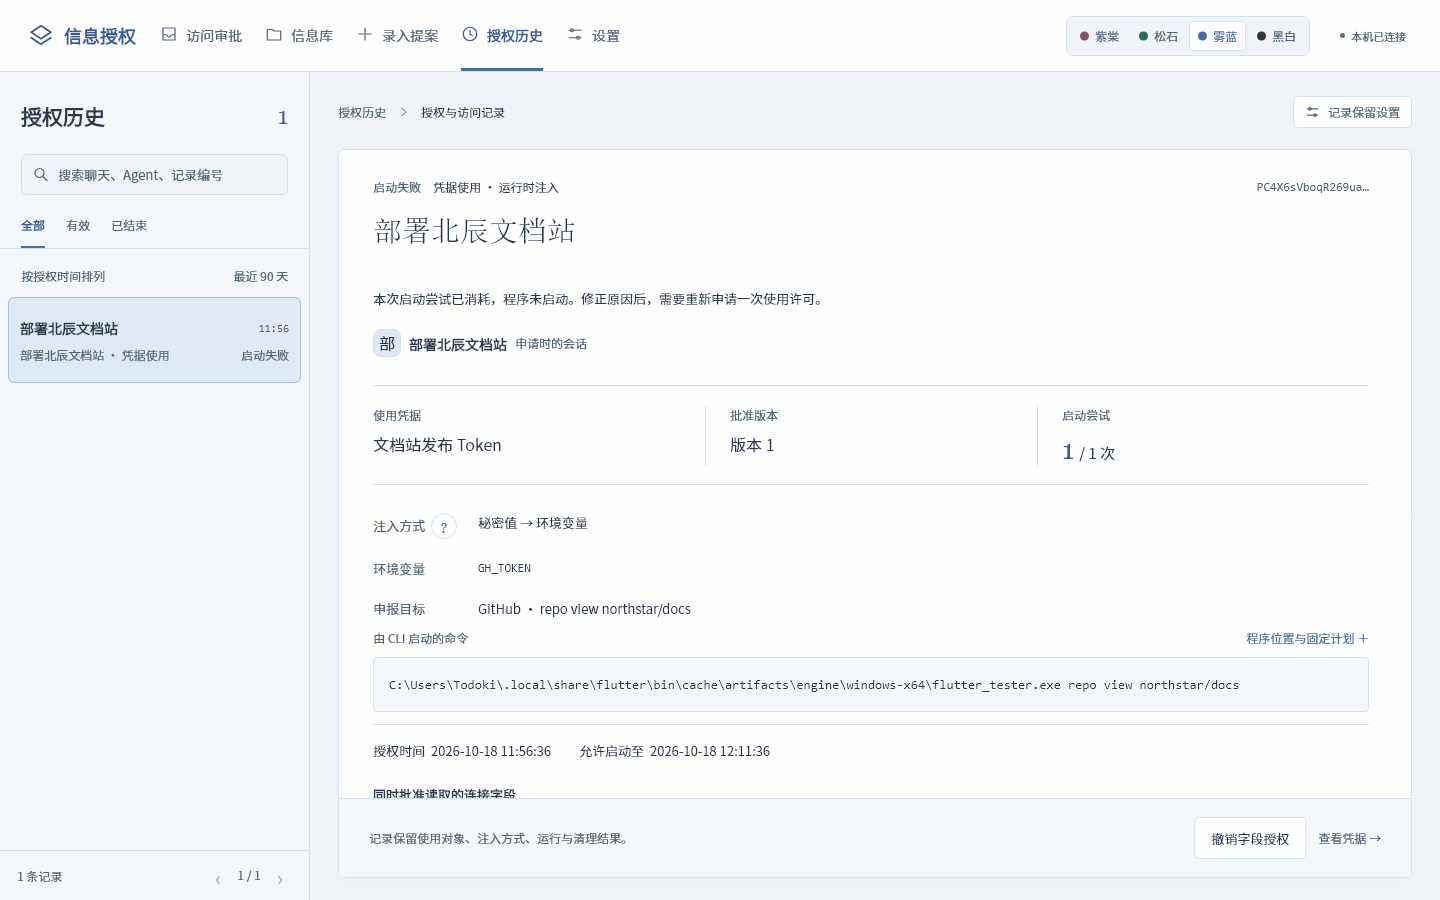 信息授权
访问审批
信息库
录入提案
授权历史
设置
紫棠
松石
雾蓝
黑白
本机已连接
授权历史
1
搜索聊天、Agent、记录编号
全部
有效
已结束
按授权时间排列
最近 90 天
部署北辰文档站
11:56
部署北辰文档站 · 凭据使用
启动失败
1 条记录
1 / 1
授权历史
授权与访问记录
记录保留设置
启动失败 凭据使用 · 运行时注入
PC4X6sVboqR269ua…
部署北辰文档站
本次启动尝试已消耗，程序未启动。修正原因后，需要重新申请一次使用许可。
部
部署北辰文档站 申请时的会话
使用凭据
文档站发布 Token
批准版本
版本 1
启动尝试
1 / 1 次
注入方式 ?
秘密值 → 环境变量
环境变量
GH_TOKEN
申报目标
GitHub · repo view northstar/docs
由 CLI 启动的命令
程序位置与固定计划 +
C:\Users\Todoki\.local\share\flutter\bin\cache\artifacts\engine\windows-x64\flutter_tester.exe repo view northstar/docs
授权时间 2026-10-18 11:56:36
允许启动至 2026-10-18 12:11:36
同时批准读取的连接字段
记录保留使用对象、注入方式、运行与清理结果。
撤销字段授权
查看凭据 →